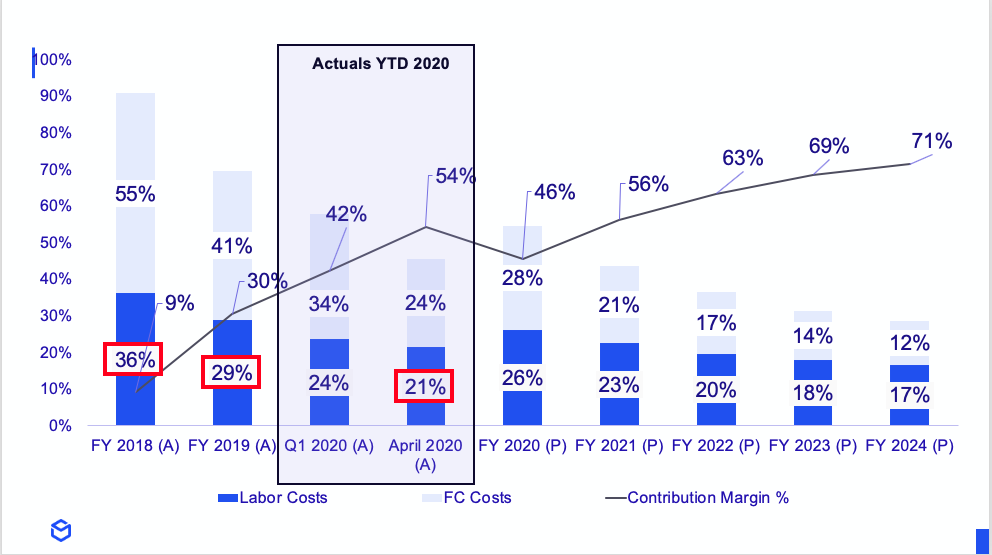 Actuals YTD 2020
100%
90%
80%
70%
60%
50%
40%
30%
20%
10%
0%
55% 41% 34% 24% 28% 21% 17% 14% 12%
36% 29% 24% 21% 26% 23% 20% 18% 17%
9% 30% 42% 54% 46% 56% 63% 69% 71%
FY 2018 (A) FY 2019 (A) Q1 2020 (A) April 2020 (A) FY 2020 (P) FY 2021 (P) FY 2022 (P) FY 2023 (P) FY 2024 (P)
Labor Costs FC Costs Contribution Margin %